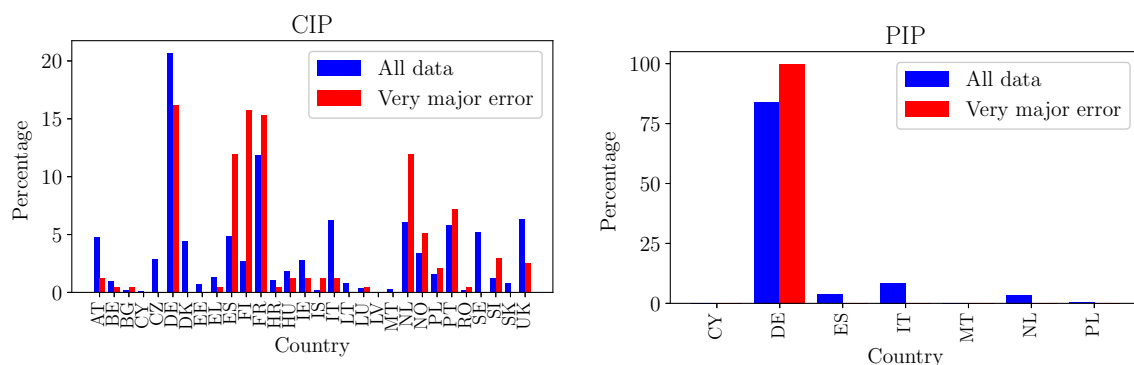 CIP
20
15
10
5
0
Percentage
All data
Very major error
AT
BE
BG
CY
CZ
DE
DK
EE
EL
ES
FI
FR
HR
HU
IE
IS
IT
LT
LU
LV
MT
NL
NO
PL
PT
RO
SE
SI
SK
UK
Country
PIP
100
75
50
25
0
Percentage
All data
Very major error
CY
DE
ES
IT
MT
NL
PL
Country